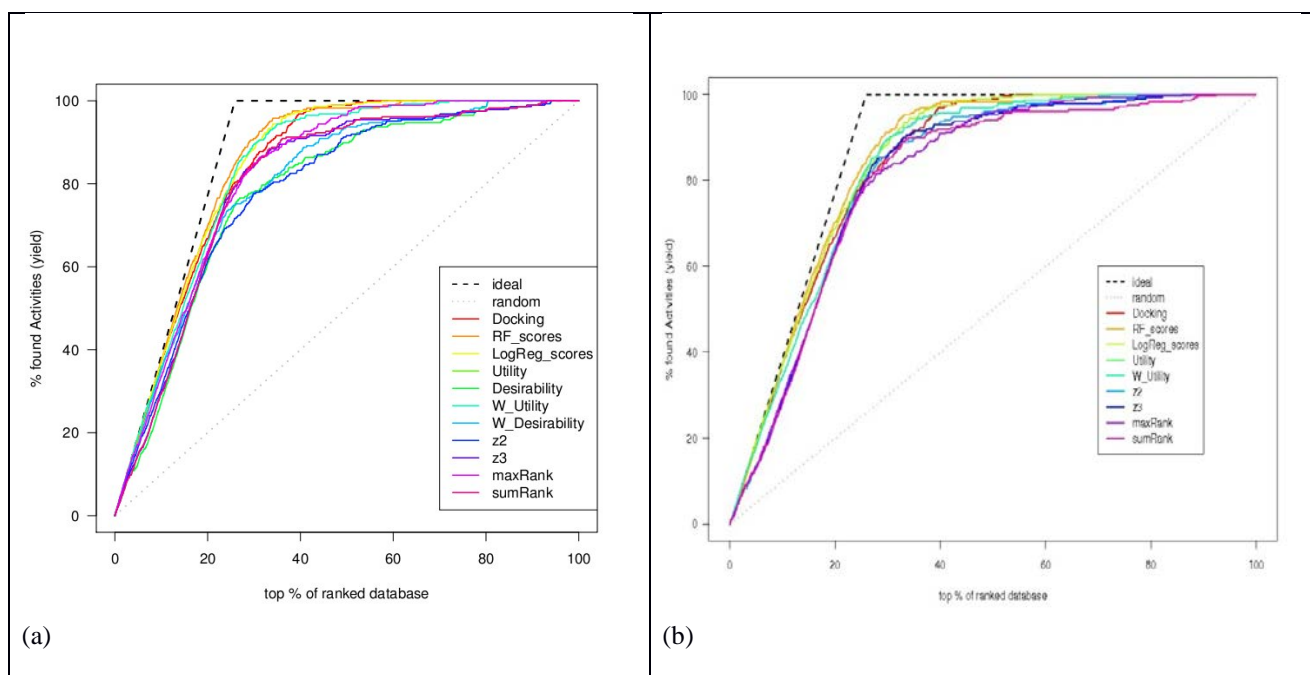 100
80
60
40
20
0
% found Activities (yield)
ideal
random
Docking
RF_scores
LogReg_scores
Utility
Desirability
W_Utility
W_Desirability
z2
z3
maxRank
sumRank
0 20 40 60 80 100
top % of ranked database
(a)
100
80
60
40
20
0
% found Activities (yield)
ideal
random
Docking
RF_scores
LogReg_scores
Utility
W_Utility
z2
z3
maxRank
sumRank
0 20 40 60 80 100
top % of ranked database
(b)